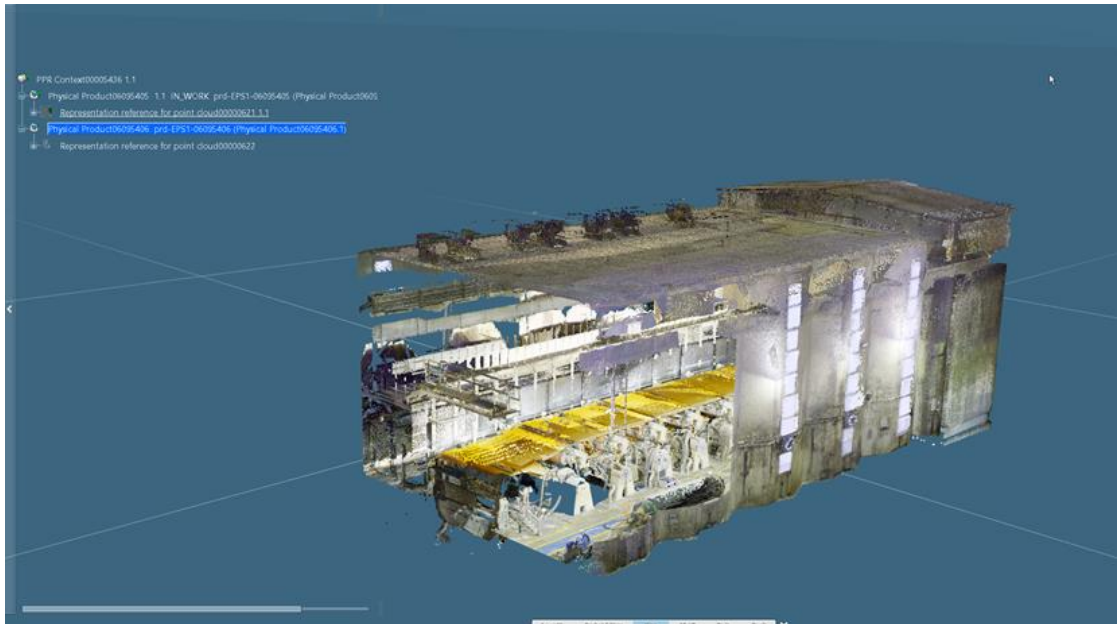 PPR Context00005436 1.1
Physical Product06095405 1.1 IN_WORK prd-EPS1-06095405 (Physical Product0609
Representation reference for point cloud00000621 1.1
Physical Product06095406 prd-EPS1-06095406 (Physical Product06095406.1)
Representation reference for point cloud00000622